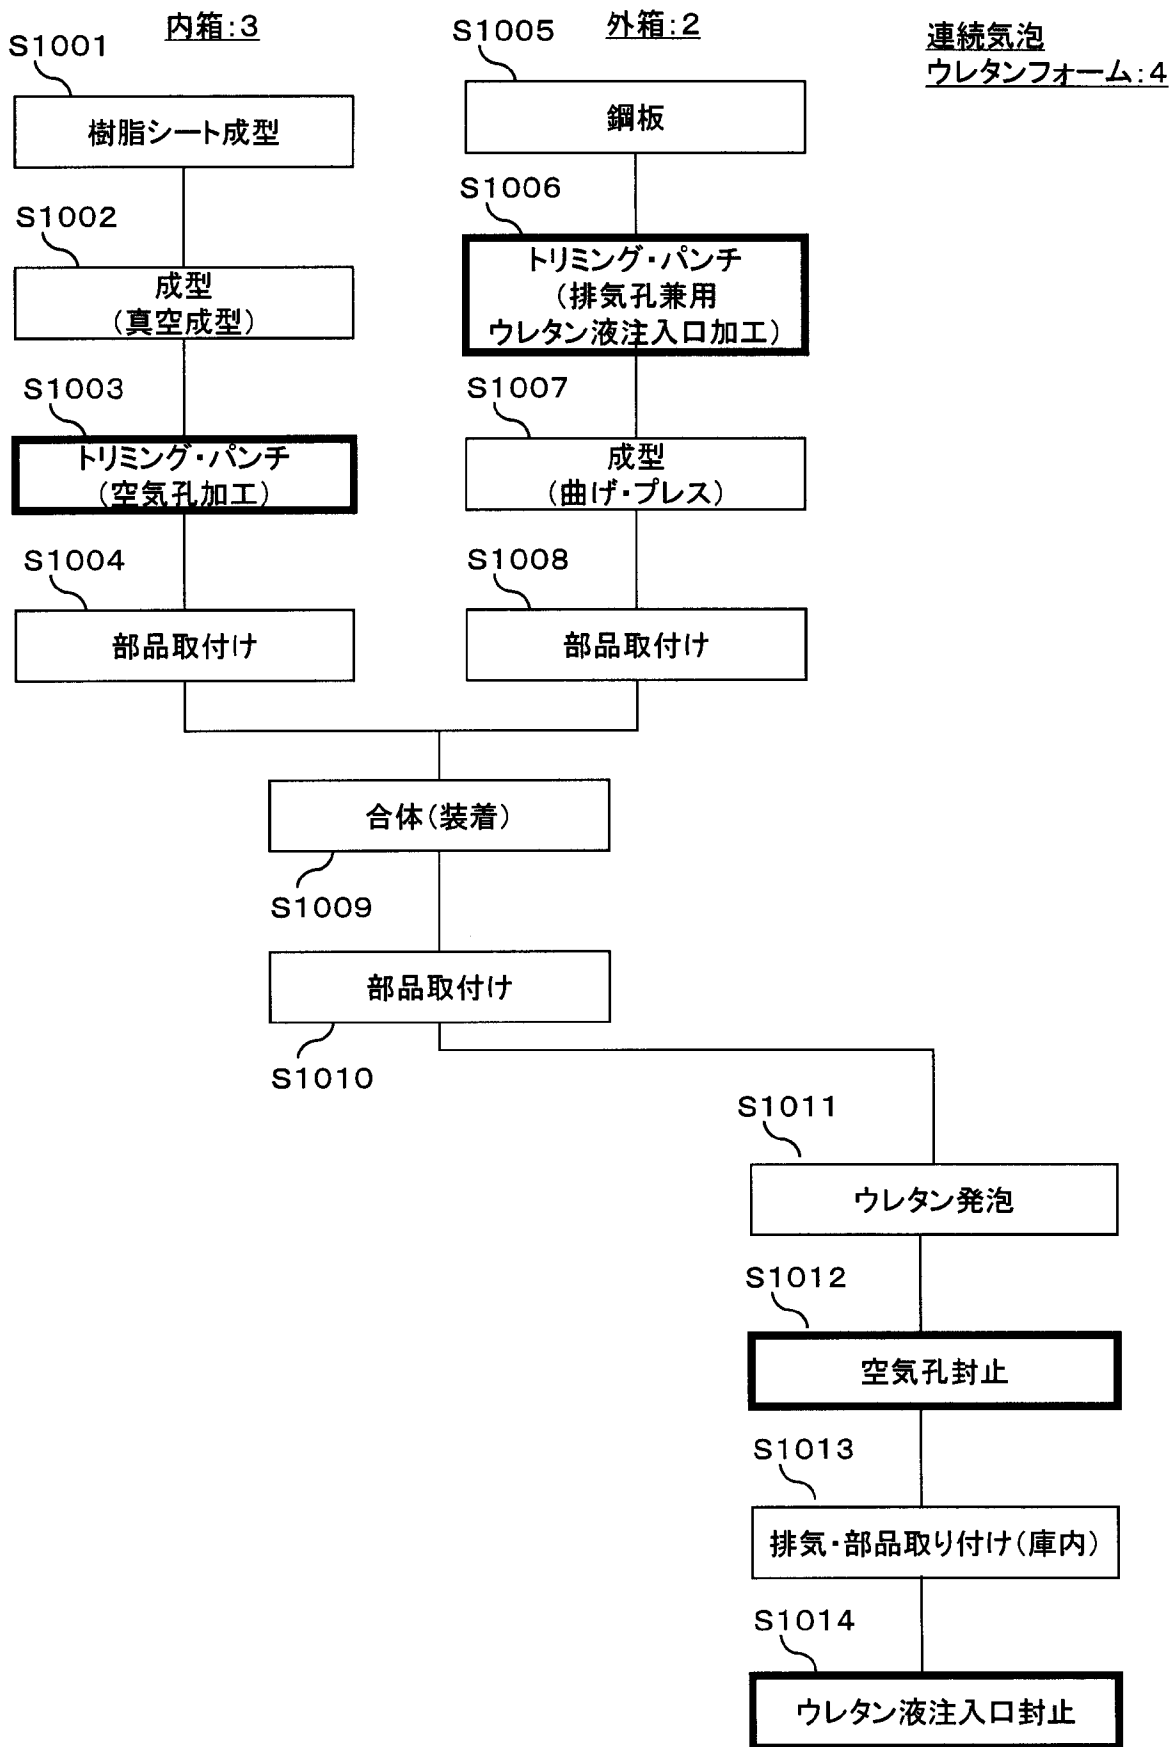 内箱:3
S1001
樹脂シート成型
S1002
成型
(真空成型)
S1003
トリミング・パンチ
(空気孔加工)
S1004
部品取付け
外箱:2
S1005
鋼板
S1006
トリミング・パンチ
(排気孔兼用
ウレタン液注入口加工)
S1007
成型
(曲げ・プレス)
S1008
部品取付け
合体(装着)
S1009
部品取付け
S1010
連続気泡
ウレタンフォーム:4
S1011
ウレタン発泡
S1012
空気孔封止
S1013
排気・部品取り付け(庫内)
S1014
ウレタン液注入口封止